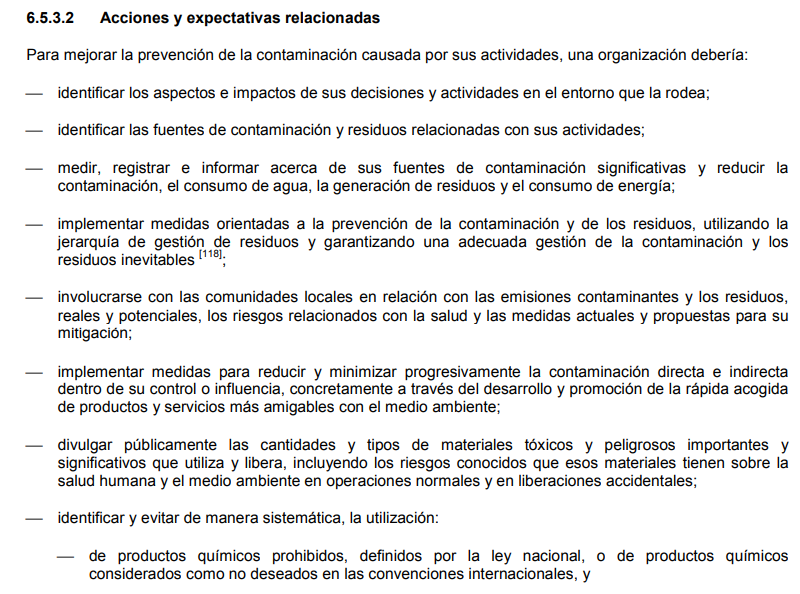 6.5.3.2 Acciones y expectativas relacionadas
Para mejorar la prevención de la contaminación causada por sus actividades, una organización debería:
— identificar los aspectos e impactos de sus decisiones y actividades en el entorno que la rodea;
— identificar las fuentes de contaminación y residuos relacionadas con sus actividades;
— medir, registrar e informar acerca de sus fuentes de contaminación significativas y reducir la
contaminación, el consumo de agua, la generación de residuos y el consumo de energía;
— implementar medidas orientadas a la prevención de la contaminación y de los residuos, utilizando la
jerarquía de gestión de residuos y garantizando una adecuada gestión de la contaminación y los
residuos inevitables [118];
— involucrarse con las comunidades locales en relación con las emisiones contaminantes y los residuos,
reales y potenciales, los riesgos relacionados con la salud y las medidas actuales y propuestas para su
mitigación;
— implementar medidas para reducir y minimizar progresivamente la contaminación directa e indirecta
dentro de su control o influencia, concretamente a través del desarrollo y promoción de la rápida acogida
de productos y servicios más amigables con el medio ambiente;
— divulgar públicamente las cantidades y tipos de materiales tóxicos y peligrosos importantes y
significativos que utiliza y libera, incluyendo los riesgos conocidos que esos materiales tienen sobre la
salud humana y el medio ambiente en operaciones normales y en liberaciones accidentales;
— identificar y evitar de manera sistemática, la utilización:
— de productos químicos prohibidos, definidos por la ley nacional, o de productos químicos
considerados como no deseados en las convenciones internacionales, y